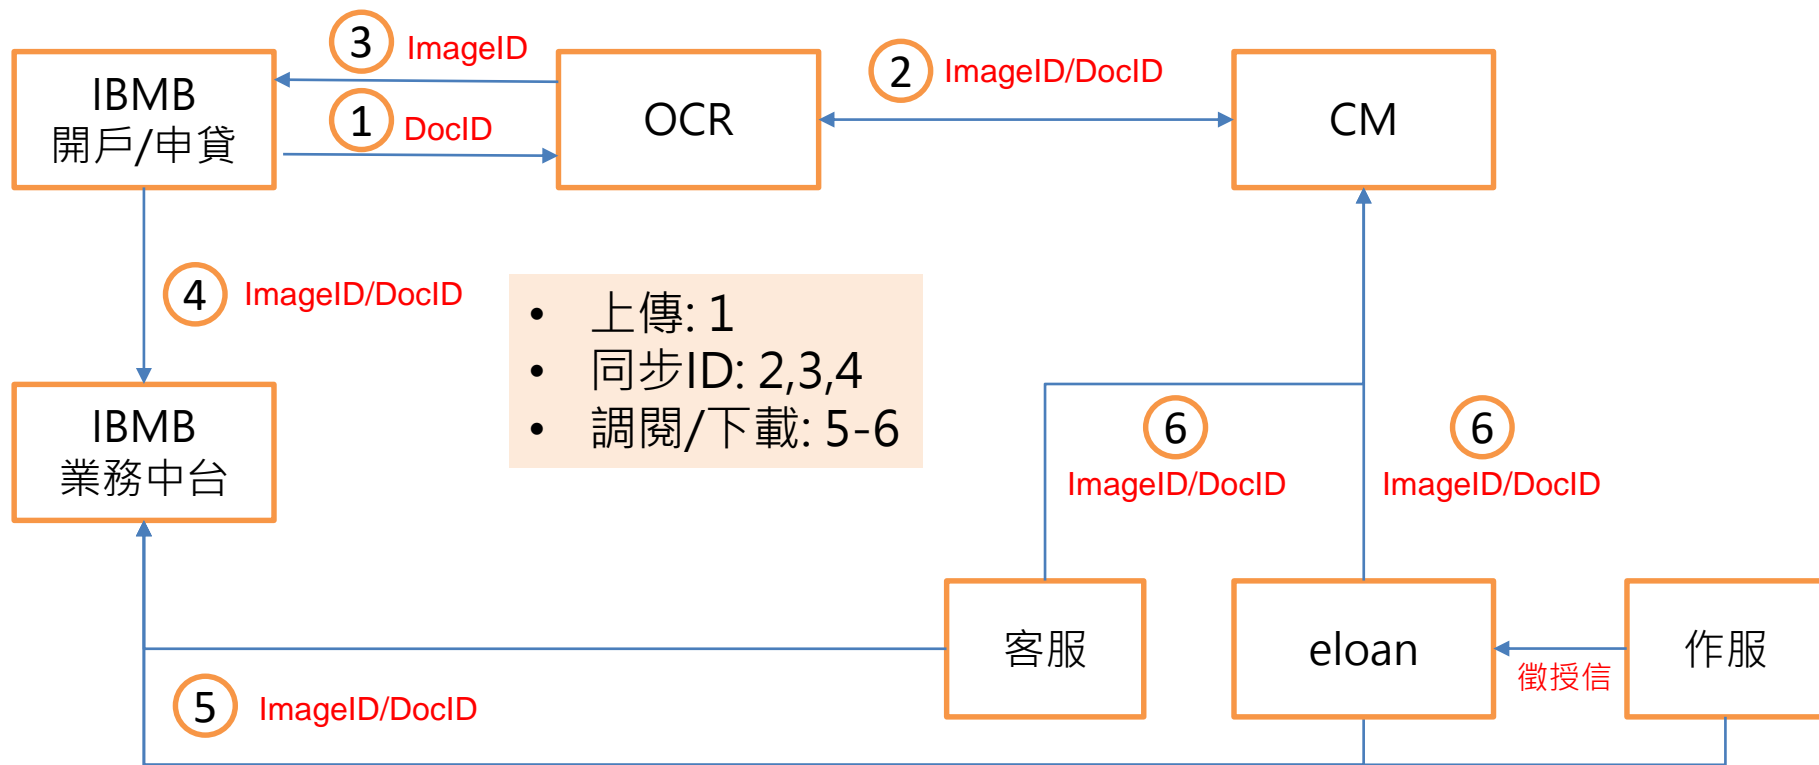 ③ ImageID
IBMB
開戶/申貸
① DocID
OCR
② ImageID/DocID
CM
④ ImageID/DocID
• 上傳: 1
• 同步ID: 2,3,4
• 調閱/下載: 5-6
IBMB
業務中台
⑥
ImageID/DocID
⑥
ImageID/DocID
客服
eloan
徵授信
作服
⑤ ImageID/DocID